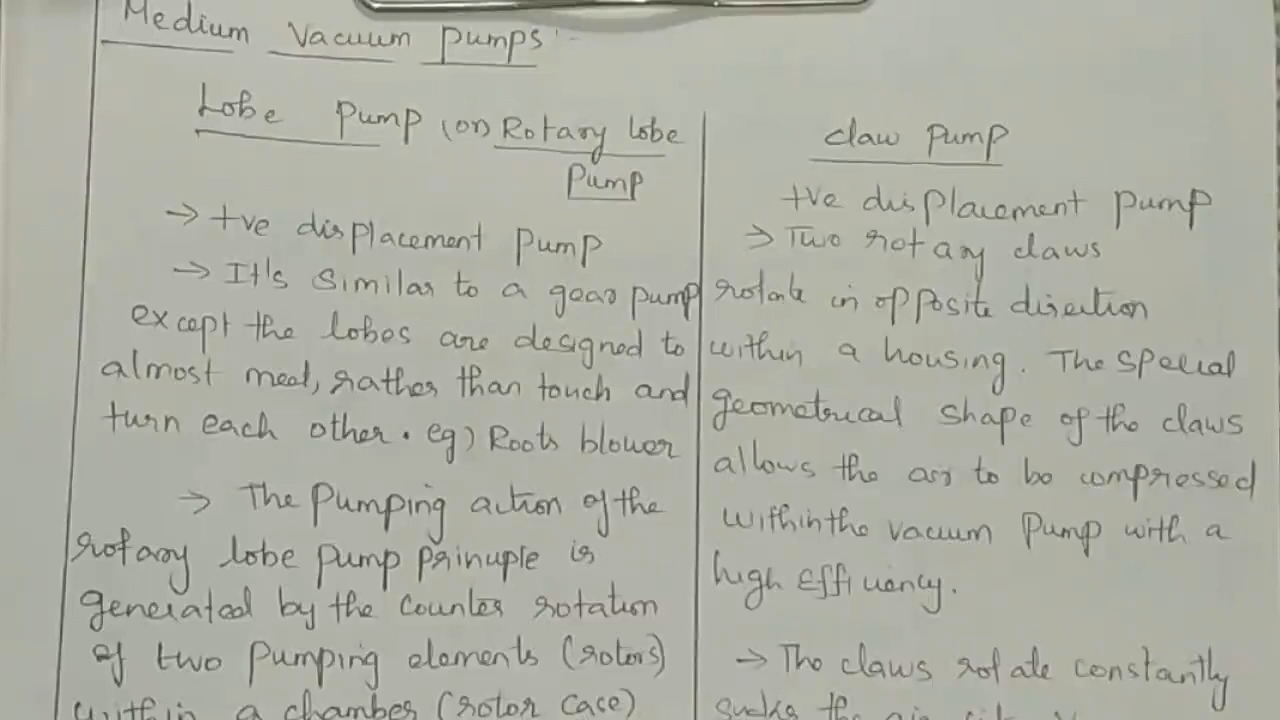 Medium Vacuum Pumps:-
Lobe Pump (or) Rotary lobe
Pump
→ +ve displacement Pump
→ It's Similar to a gear pump
except the lobes are designed to
almost meet, rather than touch and
turn each other. eg) Roots blower
→ The Pumping action of the
rotary lobe pump principle is
generated by the counter rotation
of two Pumping elements (rotors)
within a chamber (rotor case)
Claw Pump
+ve displacement Pump
→ Two rotary claws
rotate in opposite direction
within a housing. The special
geometrical shape of the claws
allows the air to be compressed
within the vacuum Pump with a
high Efficiency.
→ The claws rotate constantly
sucks the air